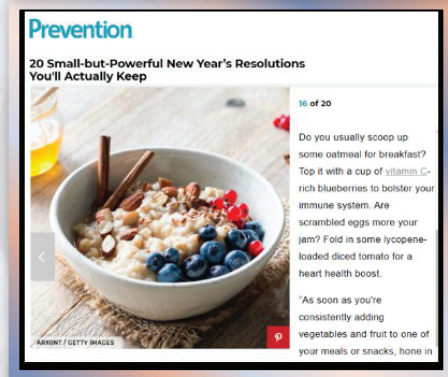 Prevention
20 Small-but-Powerful New Year's Resolutions
You'll Actually Keep
16 of 20
Do you usually scoop up
some oatmeal for breakfast?
Top it with a cup of vitamin C-
rich blueberries to bolster your
immune system. Are
scrambled eggs more your
jam? Fold in some lycopene-
loaded diced tomato for a
heart health boost.
"As soon as you're
consistently adding
vegetables and fruit to one of
your meals or snacks, hone in
ARX0NT / GETTY IMAGES